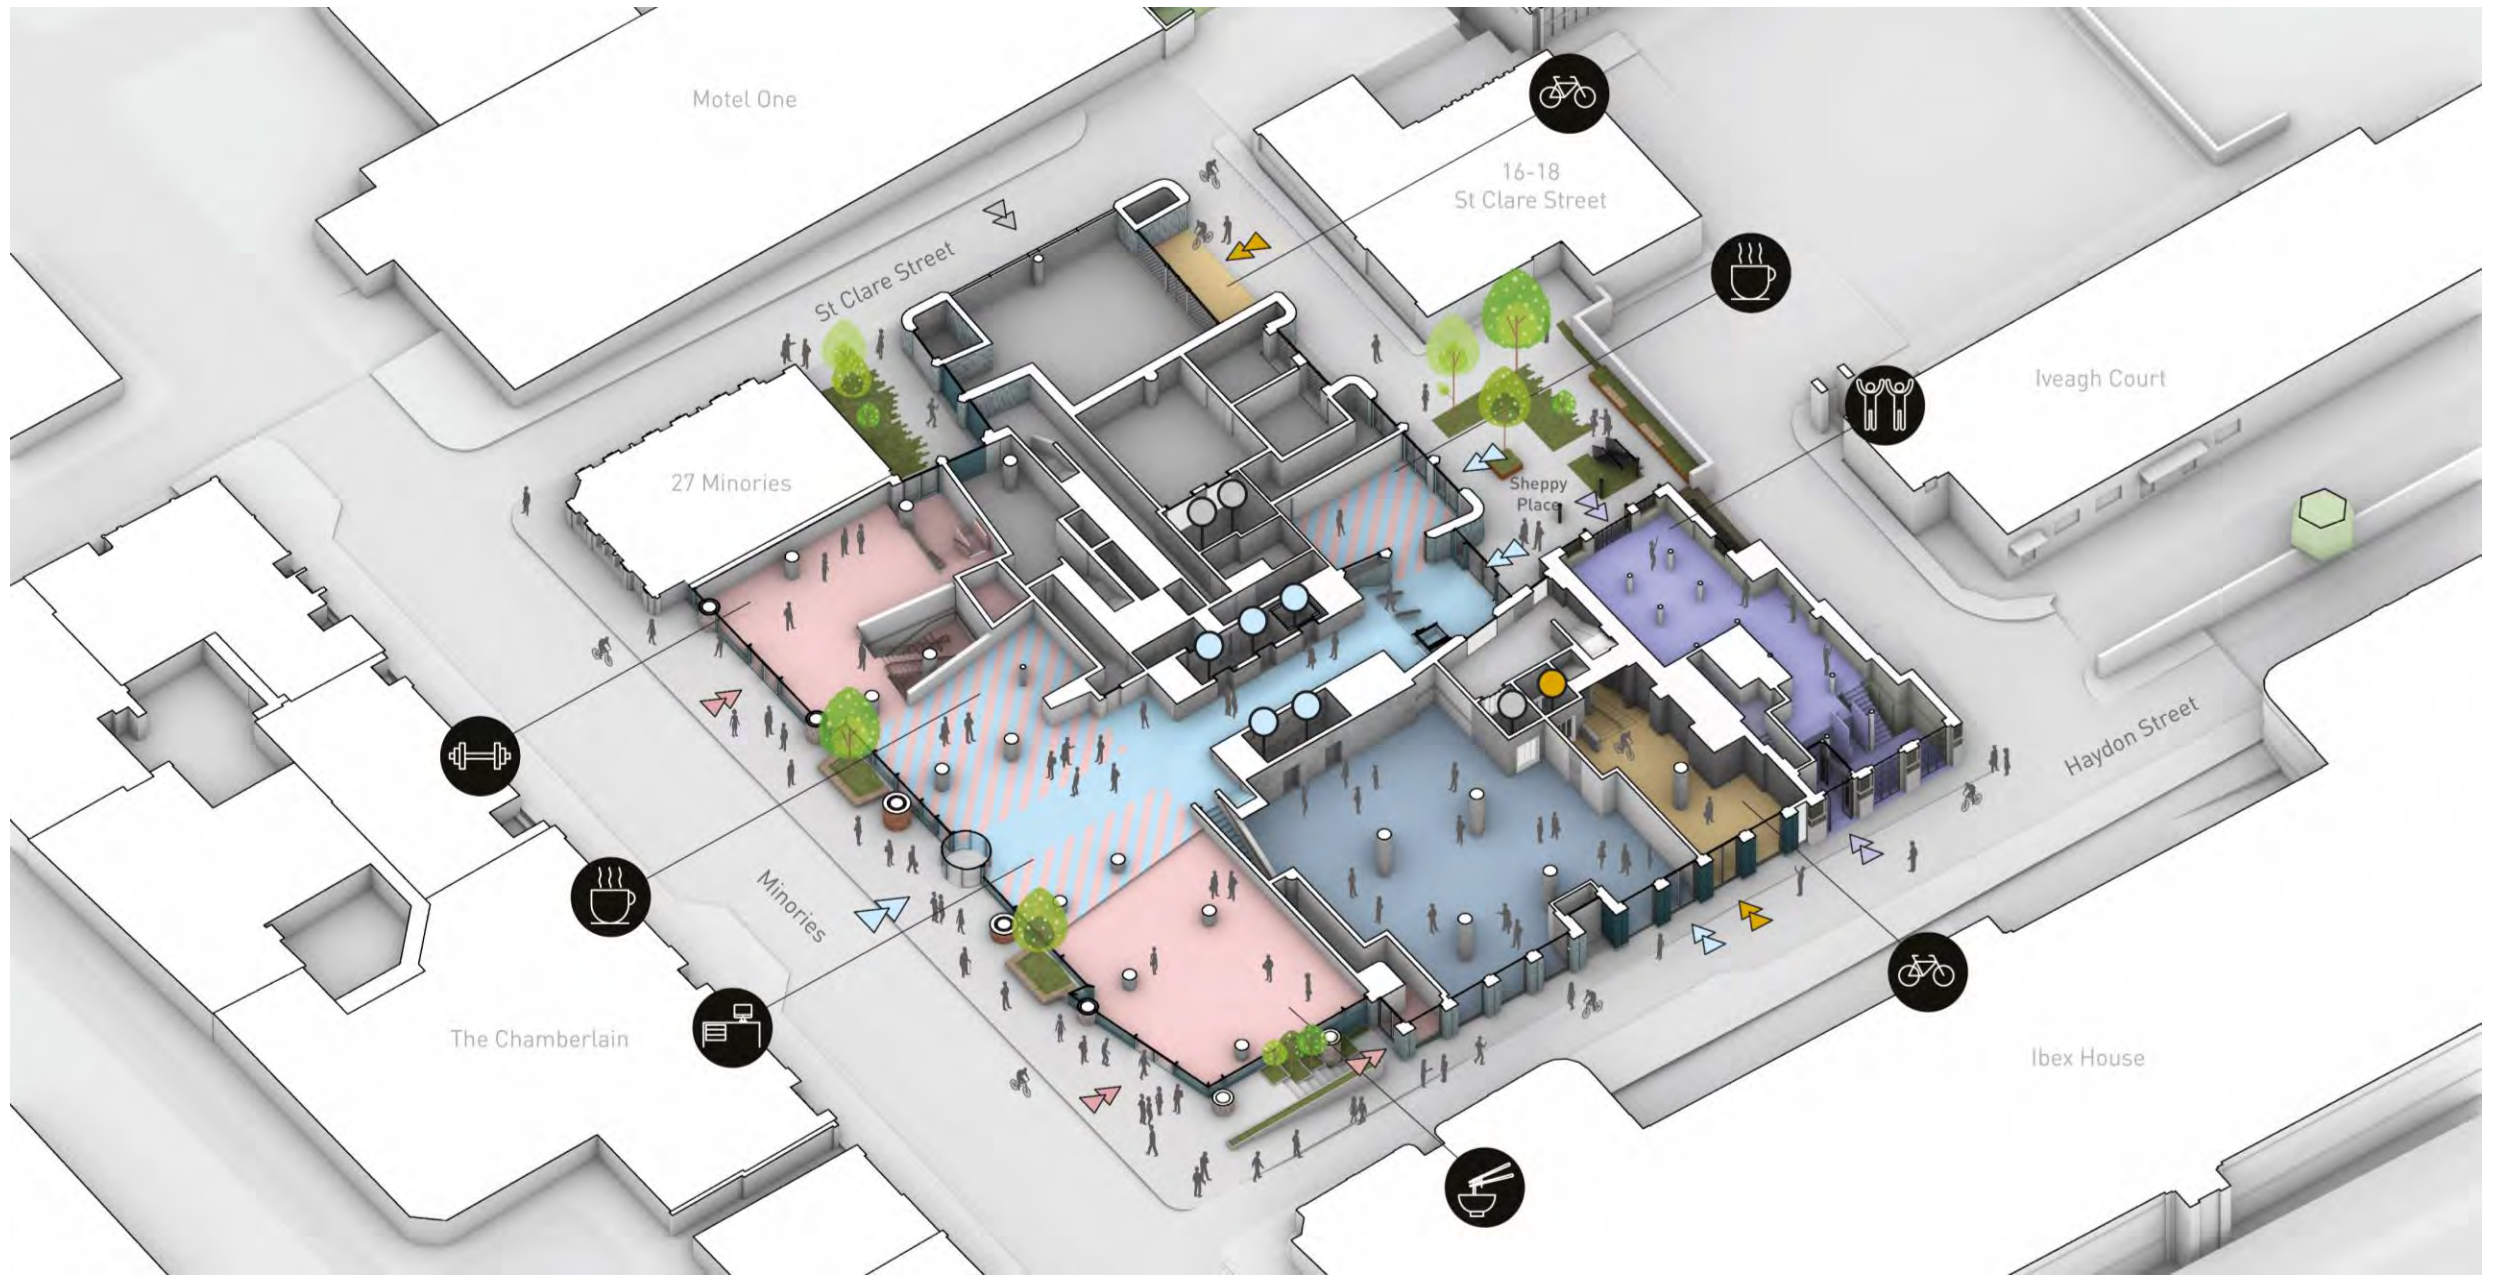 Motel One
16-18
St Clare Street
St Clare Street
Iveagh Court
27 Minories
Sheppy
Place
Haydon Street
Minories
The Chamberlain
Ibex House